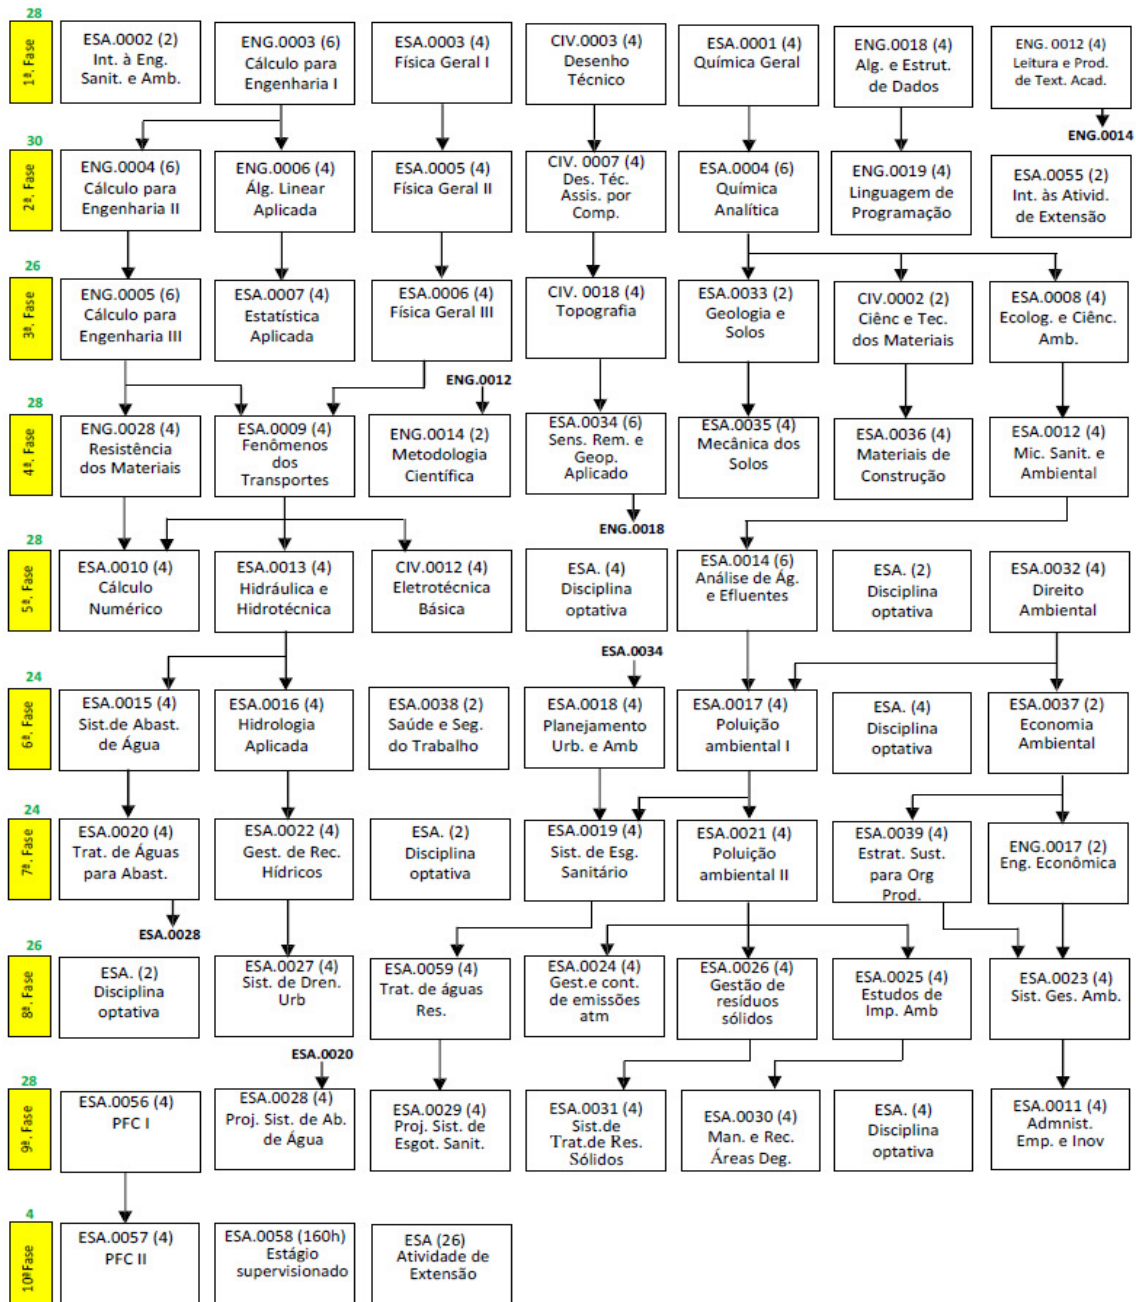 28
1ª. Fase
ESA.0002 (2)
Int. à Eng.
Sanit. e Amb.
ENG.0003 (6)
Cálculo para
Engenharia I
ESA.0003 (4)
Física Geral I
CIV.0003 (4)
Desenho
Técnico
ESA.0001 (4)
Química Geral
ENG.0018 (4)
Alg. e Estrut.
de Dados
ENG. 0012 (4)
Leitura e Prod.
de Text. Acad.
ENG.0014
30
2ª. Fase
ENG.0004 (6)
Cálculo para
Engenharia II
ENG.0006 (4)
Álg. Linear
Aplicada
ESA.0005 (4)
Física Geral II
CIV. 0007 (4)
Des. Téc.
Assis. por
Comp.
ESA.0004 (6)
Química
Analítica
ENG.0019 (4)
Linguagem de
Programação
ESA.0055 (2)
Int. às Ativid.
de Extensão
26
3ª. Fase
ENG.0005 (6)
Cálculo para
Engenharia III
ESA.0007 (4)
Estatística
Aplicada
ESA.0006 (4)
Física Geral III
CIV. 0018 (4)
Topografia
ESA.0033 (2)
Geologia e
Solos
CIV.0002 (2)
Ciênc e Tec.
dos Materiais
ESA.0008 (4)
Ecolog. e Ciênc.
Amb.
28
4ª. Fase
ENG.0028 (4)
Resistência
dos Materiais
ESA.0009 (4)
Fenômenos
dos
Transportes
ENG.0012
ENG.0014 (2)
Metodologia
Científica
ESA.0034 (6)
Sens. Rem. e
Geop.
Aplicado
ENG.0018
ESA.0035 (4)
Mecânica dos
Solos
ESA.0036 (4)
Materiais de
Construção
ESA.0012 (4)
Mic. Sanit. e
Ambiental
28
5ª. Fase
ESA.0010 (4)
Cálculo
Numérico
ESA.0013 (4)
Hidráulica e
Hidrotécnica
CIV.0012 (4)
Eletrotécnica
Básica
ESA. (4)
Disciplina
optativa
ESA.0014 (6)
Análise de Ág.
e Efluentes
ESA. (2)
Disciplina
optativa
ESA.0032 (4)
Direito
Ambiental
24
6ª. Fase
ESA.0015 (4)
Sist.de Abast.
de Água
ESA.0016 (4)
Hidrologia
Aplicada
ESA.0038 (2)
Saúde e Seg.
do Trabalho
ESA.0034
ESA.0018 (4)
Planejamento
Urb. e Amb
ESA.0017 (4)
Poluição
ambiental I
ESA. (4)
Disciplina
optativa
ESA.0037 (2)
Economia
Ambiental
24
7ª. Fase
ESA.0020 (4)
Trat. de Águas
para Abast.
ESA.0028
ESA.0022 (4)
Gest. de Rec.
Hídricos
ESA. (2)
Disciplina
optativa
ESA.0019 (4)
Sist. de Esg.
Sanitário
ESA.0021 (4)
Poluição
ambiental II
ESA.0039 (4)
Estrat. Sust.
para Org
Prod.
ENG.0017 (2)
Eng. Econômica
26
8ª. Fase
ESA. (2)
Disciplina
optativa
ESA.0027 (4)
Sist. de Dren.
Urb
ESA.0059 (4)
Trat. de águas
Res.
ESA.0024 (4)
Gest.e cont.
de emissões
atm
ESA.0026 (4)
Gestão de
resíduos
sólidos
ESA.0025 (4)
Estudos de
Imp. Amb
ESA.0023 (4)
Sist. Ges. Amb.
28
9ª. Fase
ESA.0056 (4)
PFC I
ESA.0020
ESA.0028 (4)
Proj. Sist. de Ab.
de Água
ESA.0029 (4)
Proj. Sist. de
Esgot. Sanit.
ESA.0031 (4)
Sist.de
Trat.de Res.
Sólidos
ESA.0030 (4)
Man. e Rec.
Áreas Deg.
ESA. (4)
Disciplina
optativa
ESA.0011 (4)
Admnist.
Emp. e Inov
4
10ªFase
ESA.0057 (4)
PFC II
ESA.0058 (160h)
Estágio
supervisionado
ESA (26)
Atividade de
Extensão